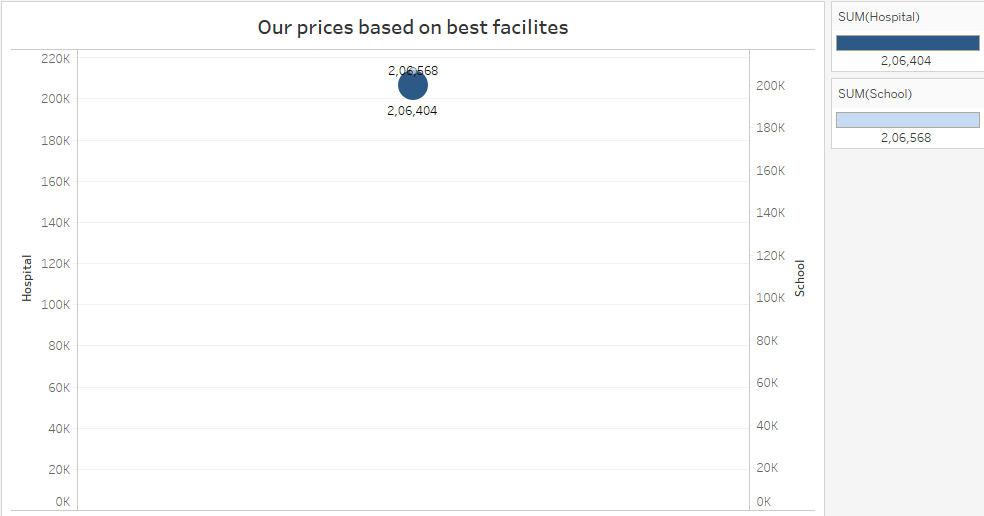 Our prices based on best facilites
SUM(Hospital)
2,06,404
SUM(School)
2,06,568
220K
200K
180K
160K
140K
120K
100K
80K
60K
40K
20K
0K
Hospital
2,06,568
2,06,404
200K
180K
160K
140K
120K
100K
80K
60K
40K
20K
0K
School